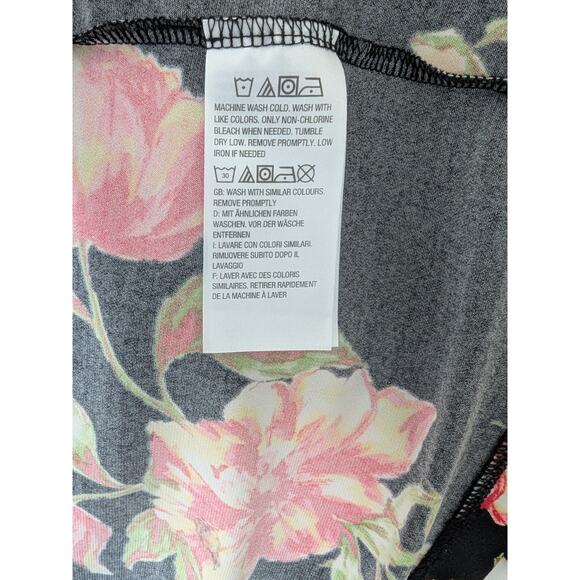 MACHINE WASH COLD. WASH WITH
LIKE COLORS. ONLY NON-CHLORINE
BLEACH WHEN NEEDED. TUMBLE
DRY LOW. REMOVE PROMPTLY. LOW
IRON IF NEEDED
30
GB: WASH WITH SIMILAR COLOURS.
REMOVE PROMPTLY
D: MIT ÄHNLICHEN FARBEN
WASCHEN. VOR DER WÄSCHE
ENTFERNEN
I: LAVARE CON COLORI SIMILARI.
RIMUOVERE SUBITO DOPO IL
LAVAGGIO
F: LAVER AVEC DES COLORIS
SIMILAIRES. RETIRER RAPIDEMENT
DE LA MACHINE À LAVER